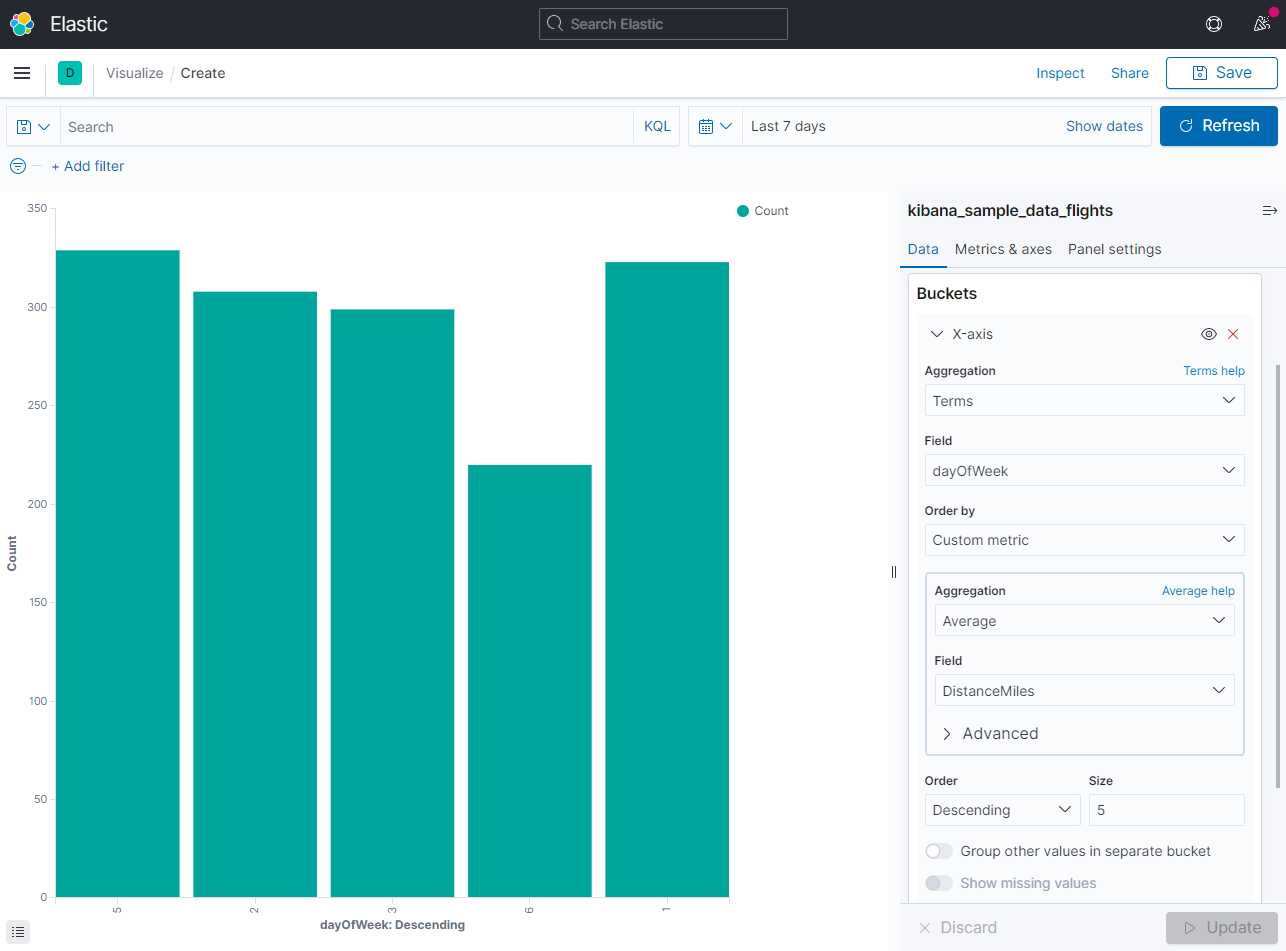 Elastic
Search Elastic
D
Visualize / Create
Inspect
Share
Save
Search
KQL
Last 7 days
Show dates
Refresh
+ Add filter
350
300
250
200
150
100
50
0
Count
5
2
3
6
1
dayOfWeek: Descending
Count
kibana_sample_data_flights
Data
Metrics & axes
Panel settings
Buckets
X-axis
Aggregation
Terms help
Terms
Field
dayOfWeek
Order by
Custom metric
Aggregation
Average help
Average
Field
DistanceMiles
Advanced
Order
Size
Descending
5
Group other values in separate bucket
Show missing values
Discard
Update